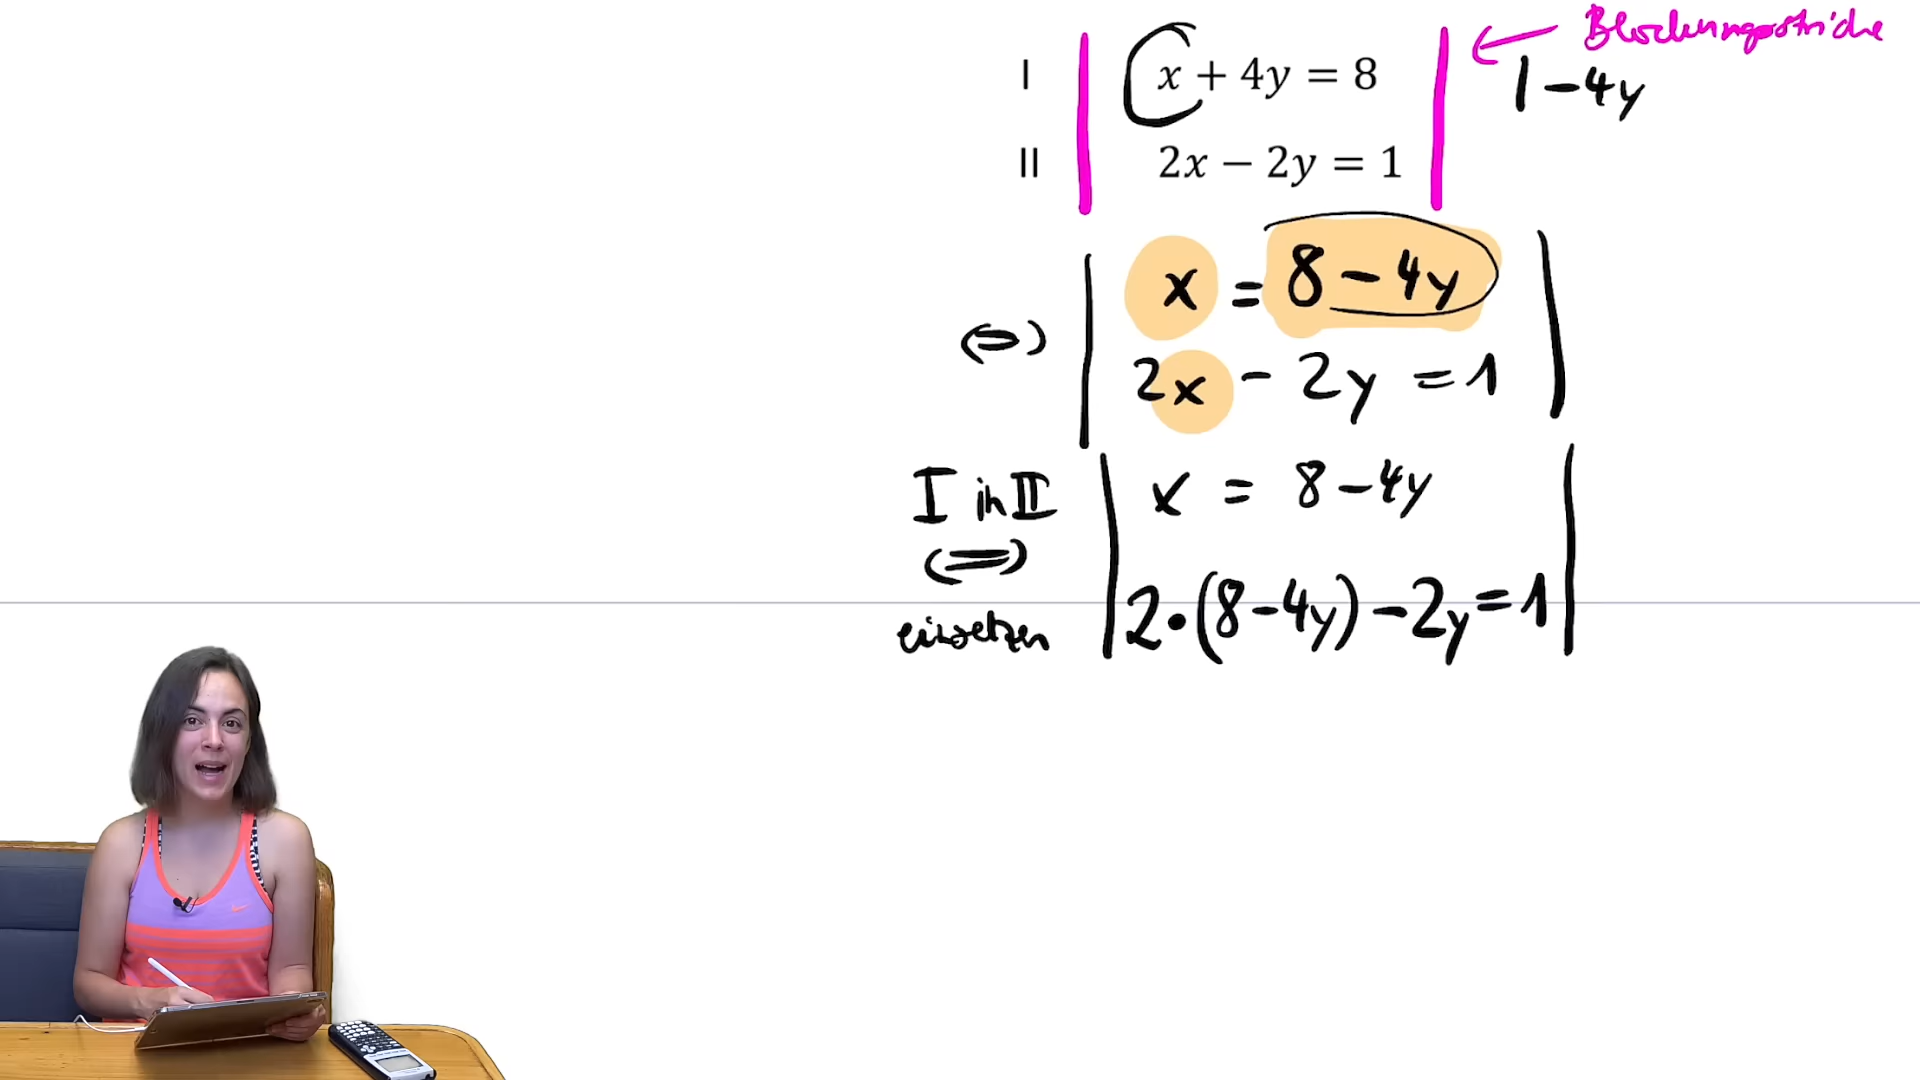 Blockungsstriche
I x + 4y = 8 | -4y
II 2x − 2y = 1
x = 8 - 4y
⇔
2x - 2y = 1
I in II x = 8 - 4y
⇔
einsetzen 2 • (8 - 4y) - 2y = 1